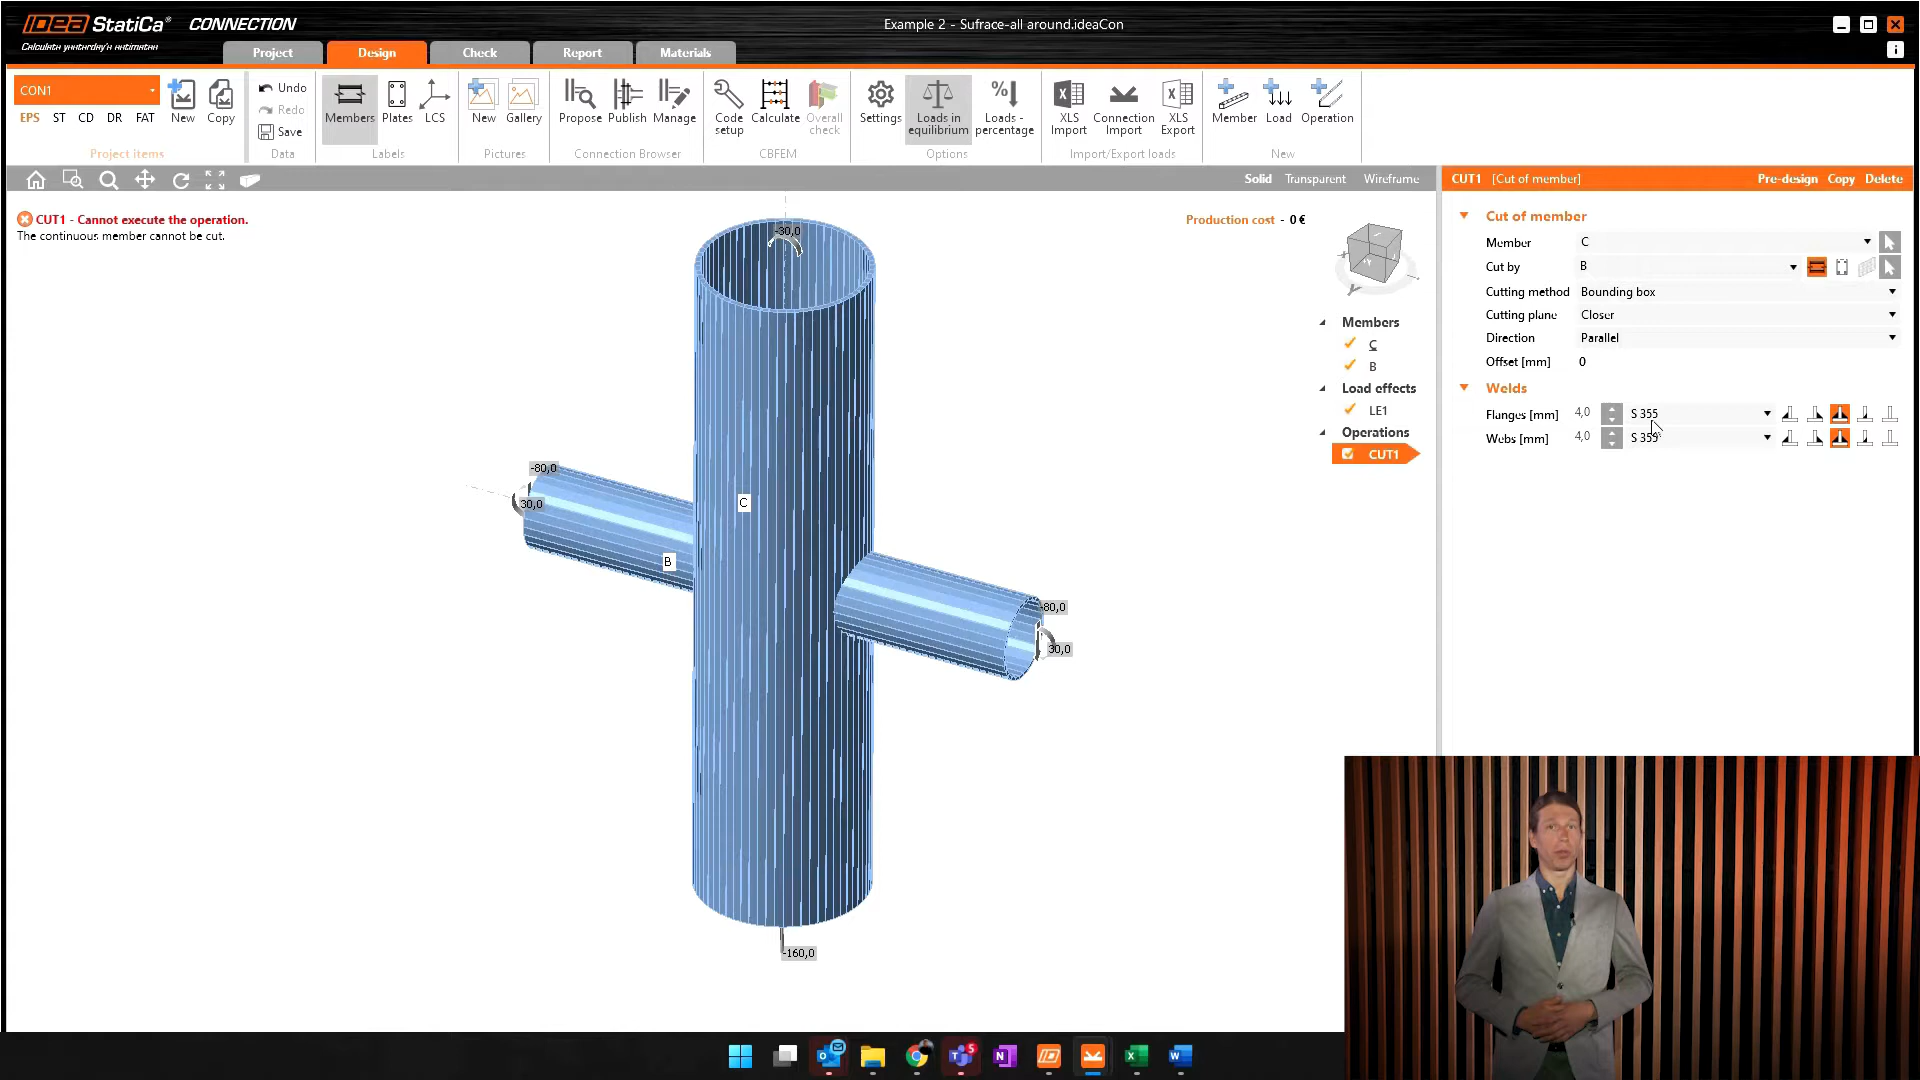 IDEA StatiCa® CONNECTION
Calculate yesterday's estimates
Example 2 - Sufrace-all around.ideaCon
i
Project
Design
Check
Report
Materials
CON1
EPS ST CD DR FAT
New
Copy
Project items
Undo
Redo
Save
Data
Members
Plates
LCS
Labels
New
Gallery
Pictures
Propose
Publish
Manage
Connection Browser
Code setup
Calculate
Overall check
CBFEM
Settings
Loads in equilibrium
Loads - percentage
Options
XLS Import
Connection Import
XLS Export
Import/Export loads
Member
Load
Operation
New
Solid
Transparent
Wireframe
CUT1 - Cannot execute the operation.
The continuous member cannot be cut.
Production cost - 0 €
-30,0
-80,0
30,0
C
B
-80,0
30,0
-160,0
Members
C
B
Load effects
LE1
Operations
CUT1
CUT1 [Cut of member]
Pre-design Copy Delete
Cut of member
Member C
Cut by B
Cutting method Bounding box
Cutting plane Closer
Direction Parallel
Offset [mm] 0
Welds
Flanges [mm] 4,0 S 355
Webs [mm] 4,0 S 355